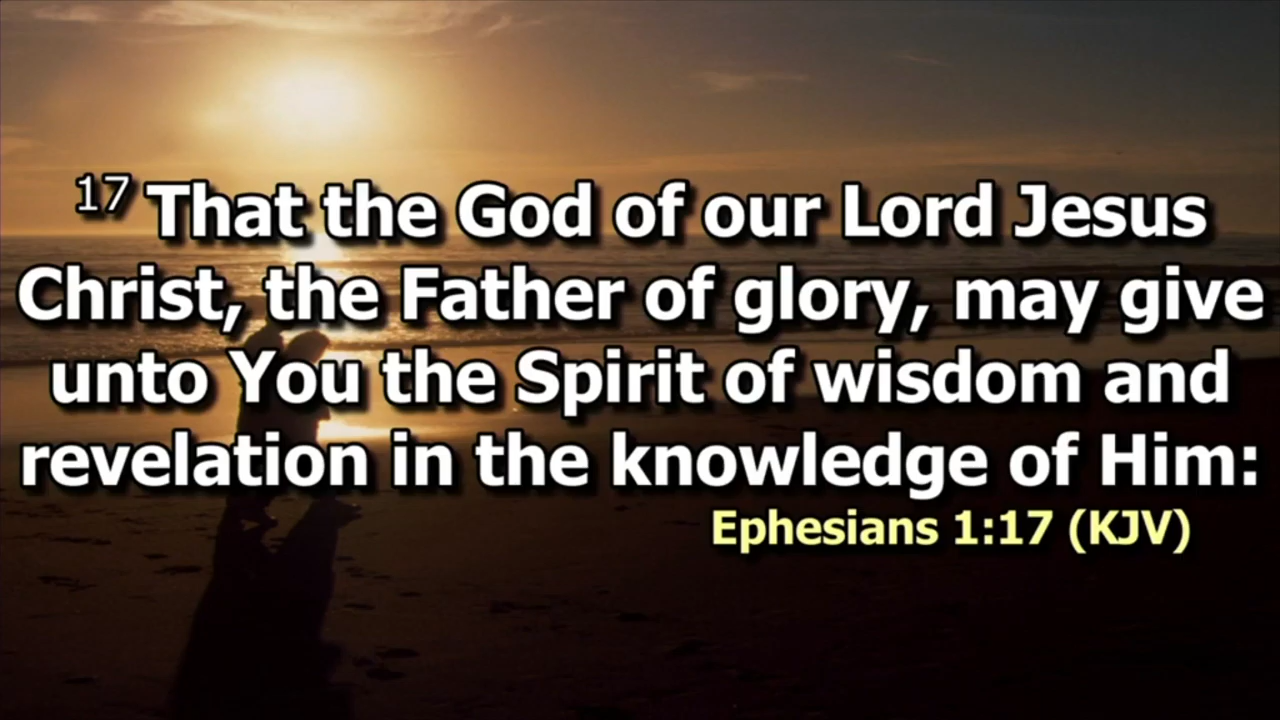 17 That the God of our Lord Jesus
Christ, the Father of glory, may give
unto You the Spirit of wisdom and
revelation in the knowledge of Him:
Ephesians 1:17 (KJV)